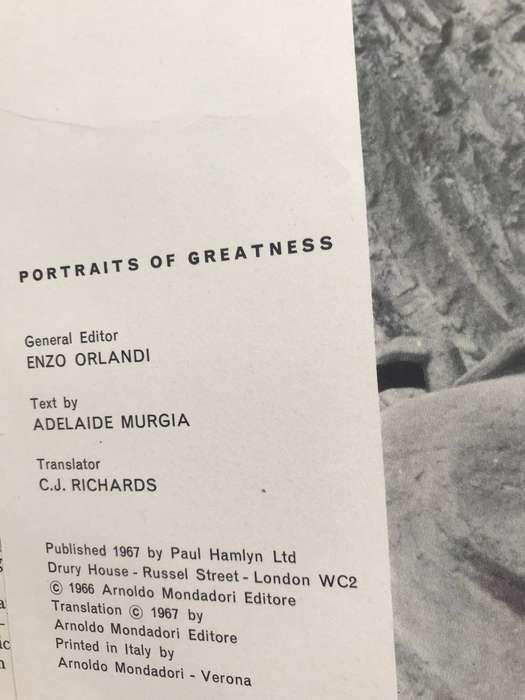 PORTRAITS OF GREATNESS
General Editor
ENZO ORLANDI
Text by
ADELAIDE MURGIA
Translator
C.J. RICHARDS
Published 1967 by Paul Hamlyn Ltd
Drury House - Russel Street - London WC2
© 1966 Arnoldo Mondadori Editore
Translation © 1967 by
Arnoldo Mondadori Editore
Printed in Italy by
Arnoldo Mondadori - Verona